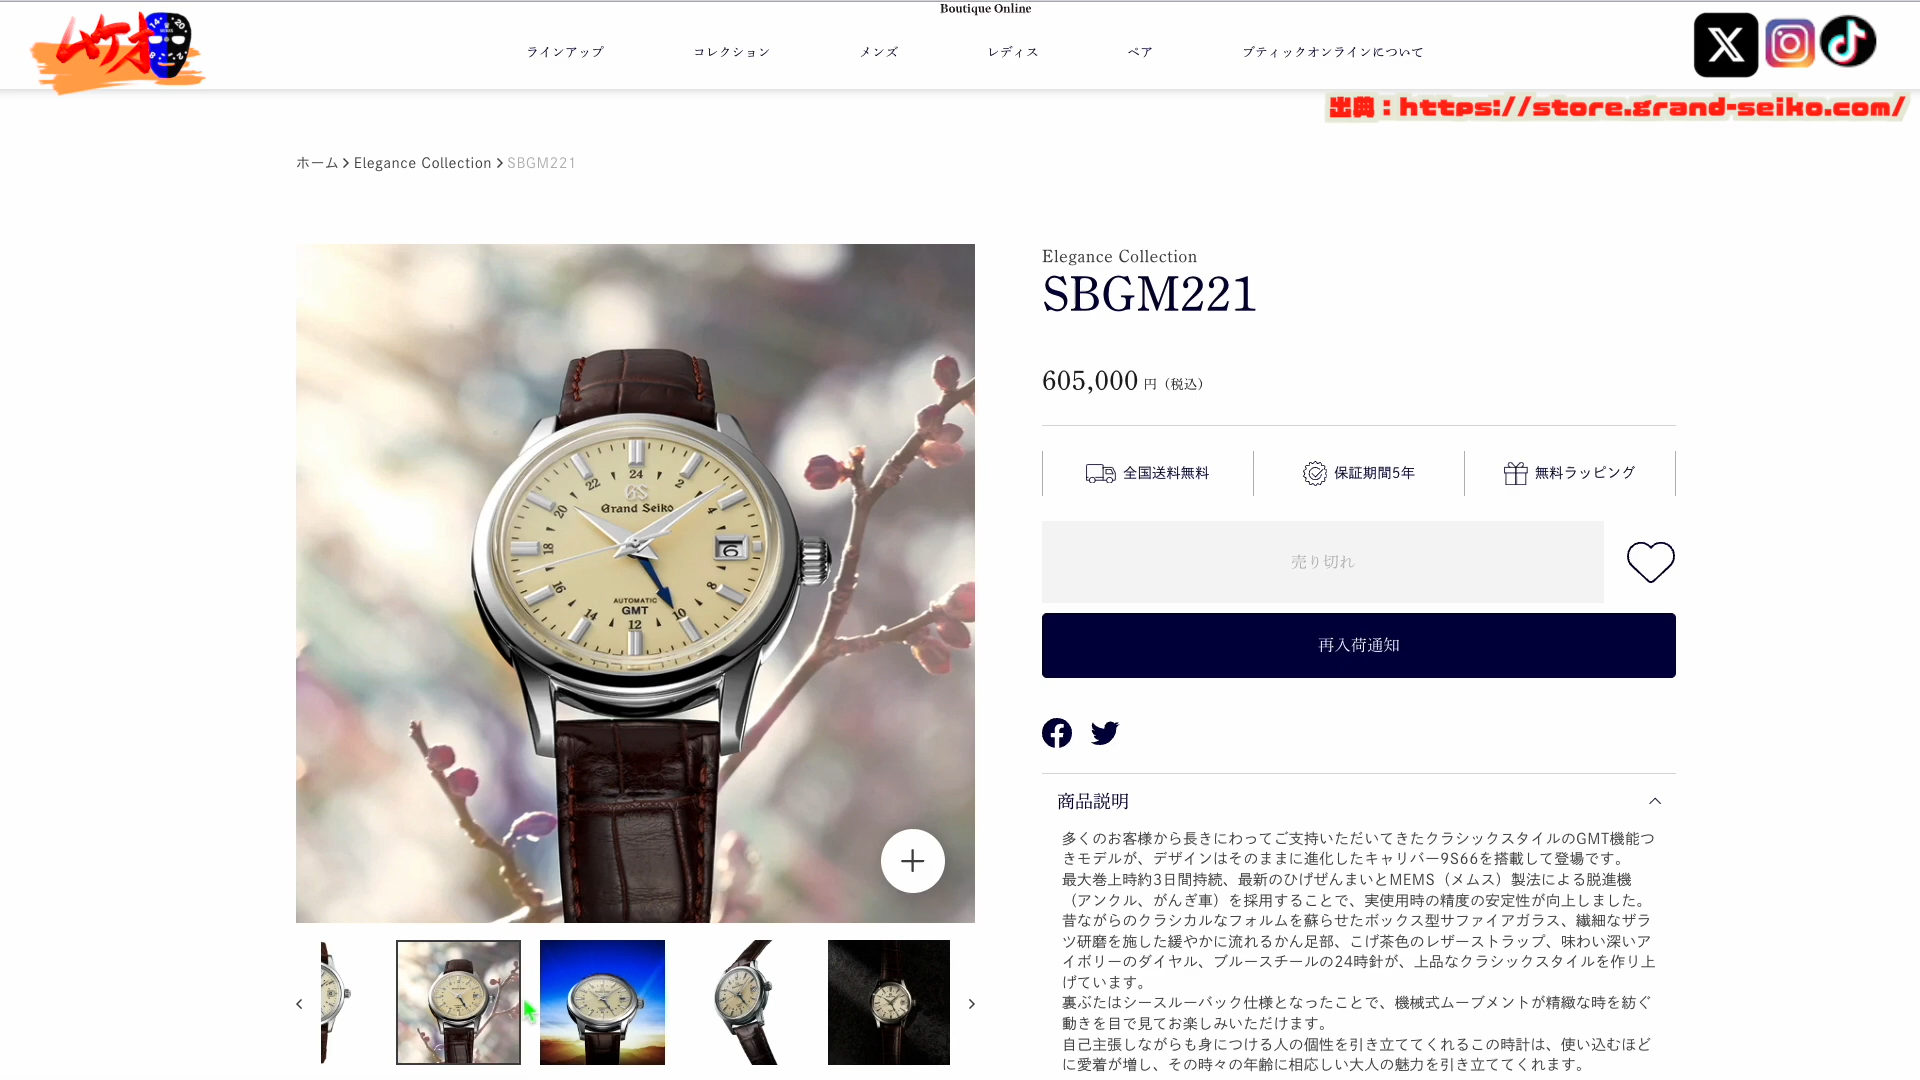 Boutique Online
ラインアップ
コレクション
メンズ
レディス
ペア
ブティックオンラインについて
出典：https://store.grand-seiko.com/
ホーム > Elegance Collection > SBGM221
Elegance Collection
SBGM221
605,000 円（税込）
全国送料無料
保証期間5年
無料ラッピング
売り切れ
再入荷通知
24
22
2
GS
Grand Seiko
20
4
18
6
16
8
AUTOMATIC
GMT
14
10
12
商品説明
多くのお客様から長きにわってご支持いただいてきたクラシックスタイルのGMT機能つ
きモデルが、デザインはそのままに進化したキャリバー9S66を搭載して登場です。
最大巻上時約3日間持続、最新のひげぜんまいとMEMS（メムス）製法による脱進機
（アンクル、がんぎ車）を採用することで、実使用時の精度の安定性が向上しました。
昔ながらのクラシカルなフォルムを蘇らせたボックス型サファイアガラス、繊細なザラ
ツ研磨を施した緩やかに流れるかん足部、こげ茶色のレザーストラップ、味わい深いア
イボリーのダイヤル、ブルースチールの24時針が、上品なクラシックスタイルを作り上
げています。
裏ぶたはシースルーバック仕様となったことで、機械式ムーブメントが精緻な時を紡ぐ
動きを目で見てお楽しみいただけます。
自己主張しながらも身につける人の個性を引き立ててくれるこの時計は、使い込むほど
に愛着が増し、その時々の年齢に相応しい大人の魅力を引き立ててくれます。